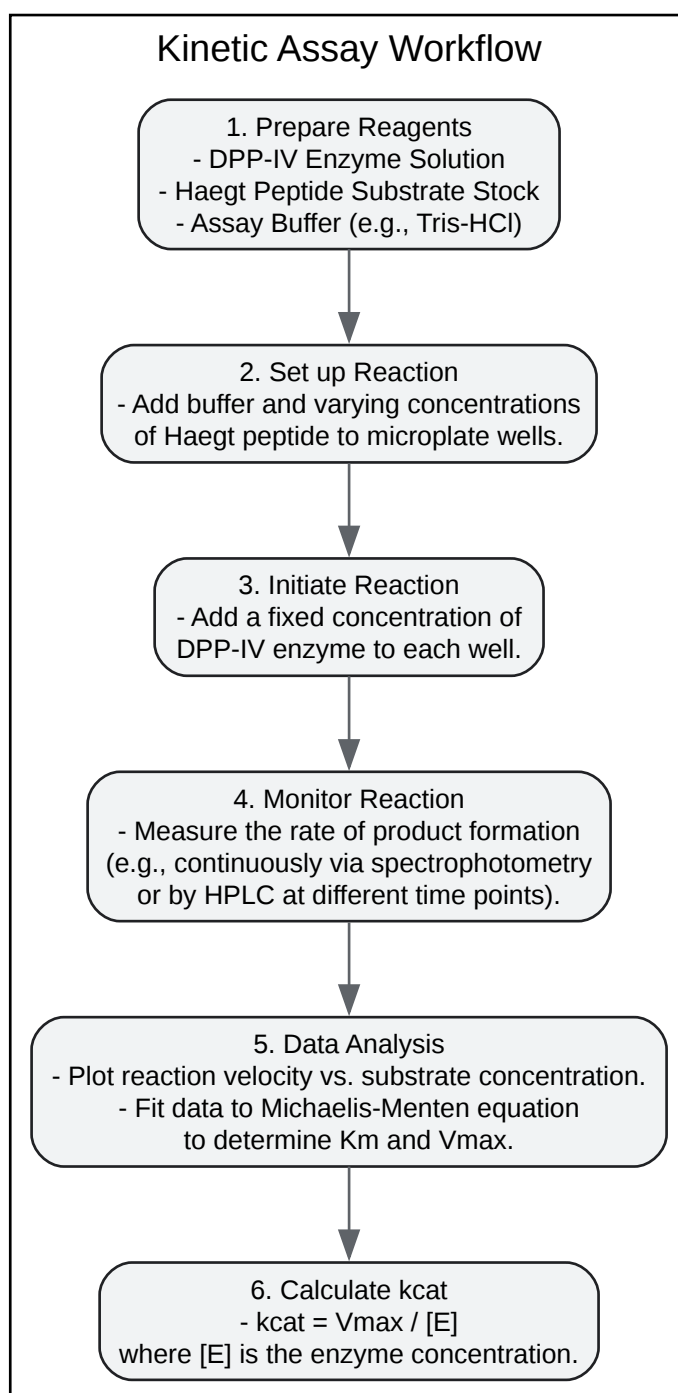 Kinetic Assay Workflow
1. Prepare Reagents
- DPP-IV Enzyme Solution
- Haegt Peptide Substrate Stock
- Assay Buffer (e.g., Tris-HCl)
2. Set up Reaction
- Add buffer and varying concentrations
of Haegt peptide to microplate wells.
3. Initiate Reaction
- Add a fixed concentration of
DPP-IV enzyme to each well.
4. Monitor Reaction
- Measure the rate of product formation
(e.g., continuously via spectrophotometry
or by HPLC at different time points).
5. Data Analysis
- Plot reaction velocity vs. substrate concentration.
- Fit data to Michaelis-Menten equation
to determine Km and Vmax.
6. Calculate kcat
- kcat = Vmax / [E]
where [E] is the enzyme concentration.